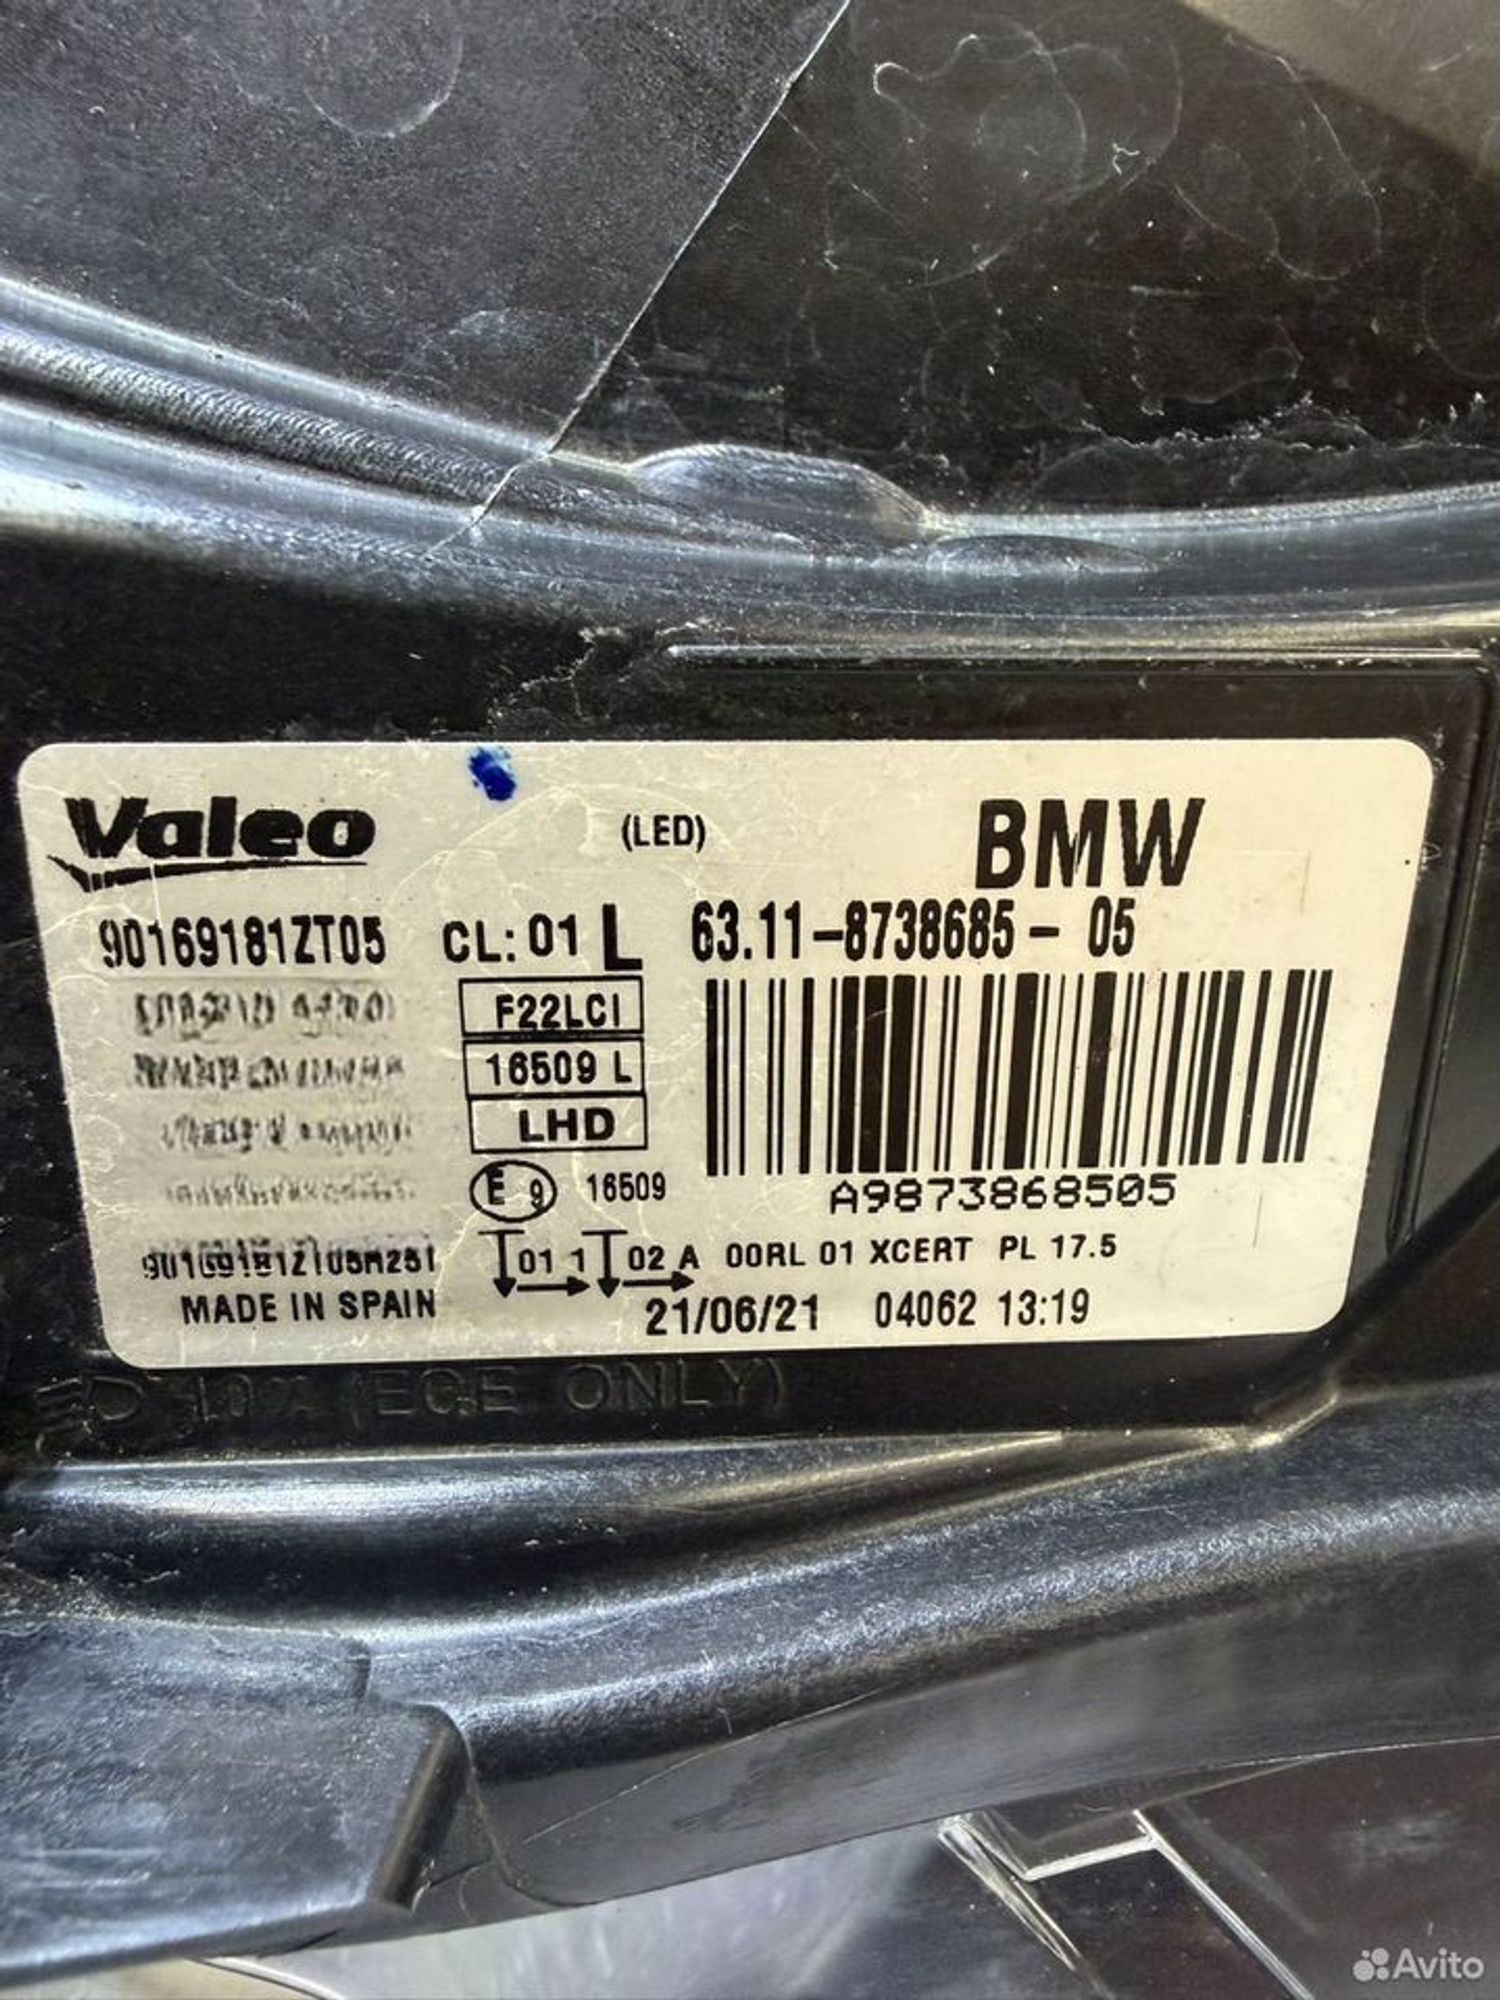 Valeo (LED) BMW
90169181ZT05 CL: 01 L 63.11-8738685- 05
F22LCI
16509 L
LHD
E 9 16509
A9873868505
01 1 02 A 00RL 01 XCERT PL 17.5
MADE IN SPAIN 21/06/21 04062 13:19
10% (ECE ONLY)
Avito